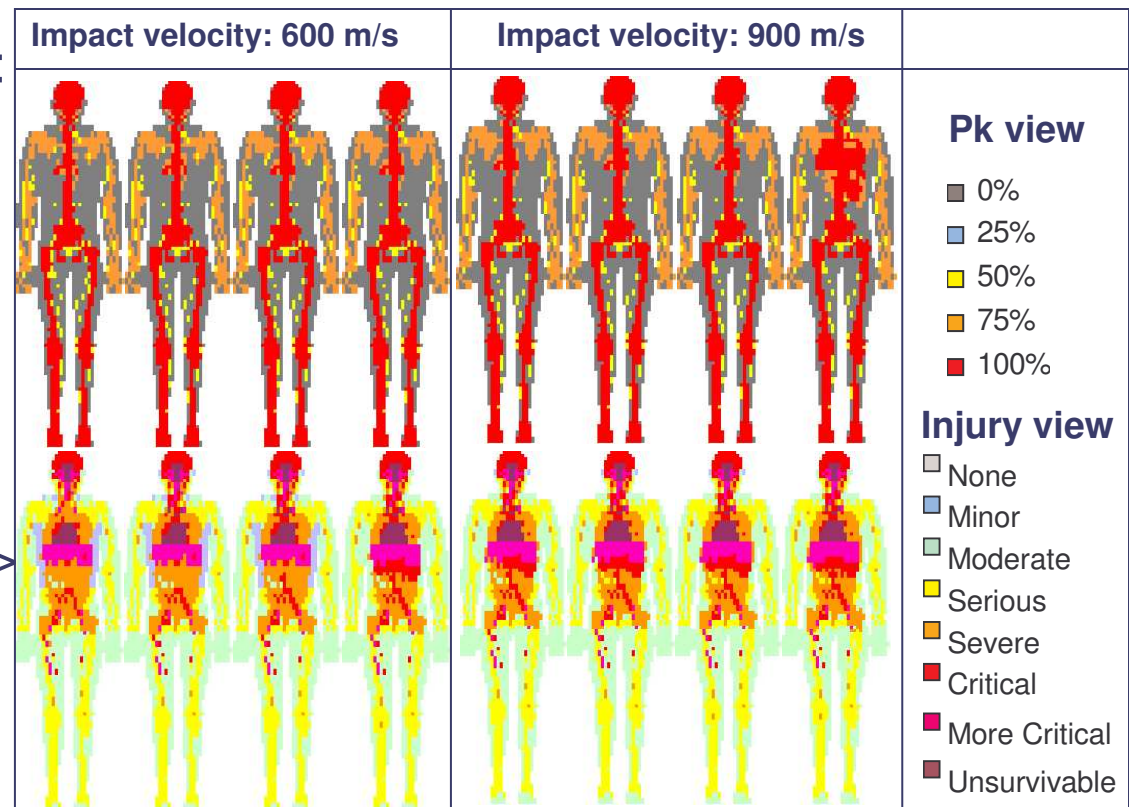 Impact velocity: 600 m/s
Impact velocity: 900 m/s
Pk view
0%
25%
50%
75%
100%
Injury view
None
Minor
Moderate
Serious
Severe
Critical
More Critical
Unsurvivable